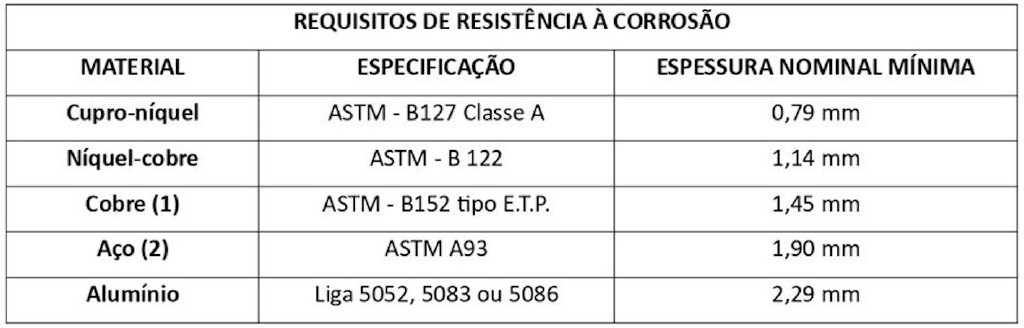 REQUISITOS DE RESISTÊNCIA À CORROSÃO
MATERIAL ESPECIFICAÇÃO ESPESSURA NOMINAL MÍNIMA
Cupro-níquel ASTM - B127 Classe A 0,79 mm
Níquel-cobre ASTM - B 122 1,14 mm
Cobre (1) ASTM - B152 tipo E.T.P. 1,45 mm
Aço (2) ASTM A93 1,90 mm
Alumínio Liga 5052, 5083 ou 5086 2,29 mm